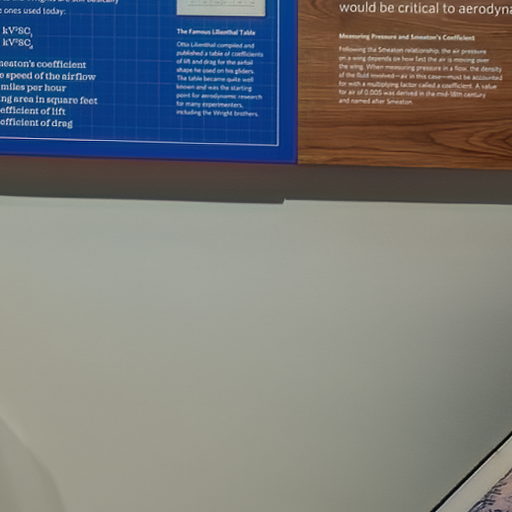 ones used today:
kV²SCl
kV²SCd
meaton's coefficient
e speed of the airflow
miles per hour
ng area in square feet
efficient of lift
efficient of drag
The Famous Lilienthal Table
Otto Lilienthal compiled and
published a table of coefficients
of lift and drag for the airfoil
shape he used on his gliders.
The table became quite well
known and was the starting
point for aerodynamic research
for many experimenters,
including the Wright brothers.
would be critical to aerodyna
Measuring Pressure and Smeaton's Coefficient
Following the Smeaton relationship, the air pressure
on a wing depends on how fast the air is moving over
the wing. When measuring pressure in a flow, the density
of the fluid involved—air in this case—must be accounted
for with a multiplying factor called a coefficient. A value
for air of 0.005 was derived in the mid-18th century
and named after Smeaton.